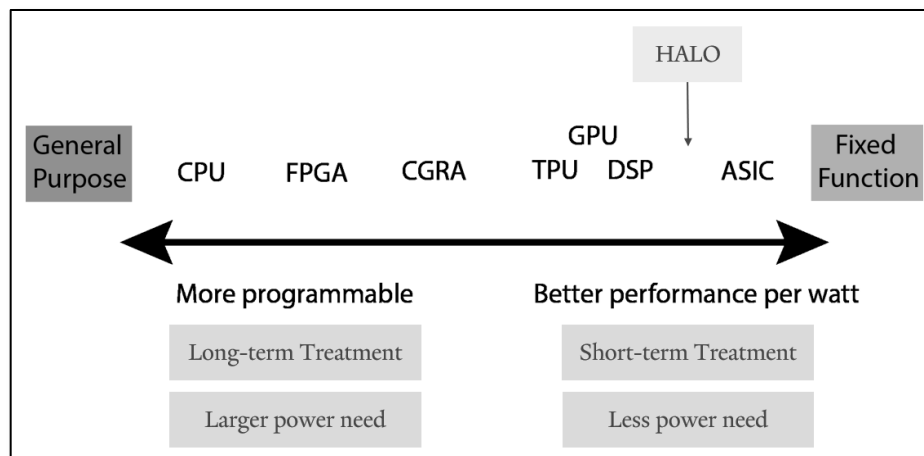 HALO
General
Purpose
CPU
FPGA
CGRA
GPU
TPU
DSP
ASIC
Fixed
Function
More programmable
Better performance per watt
Long-term Treatment
Short-term Treatment
Larger power need
Less power need